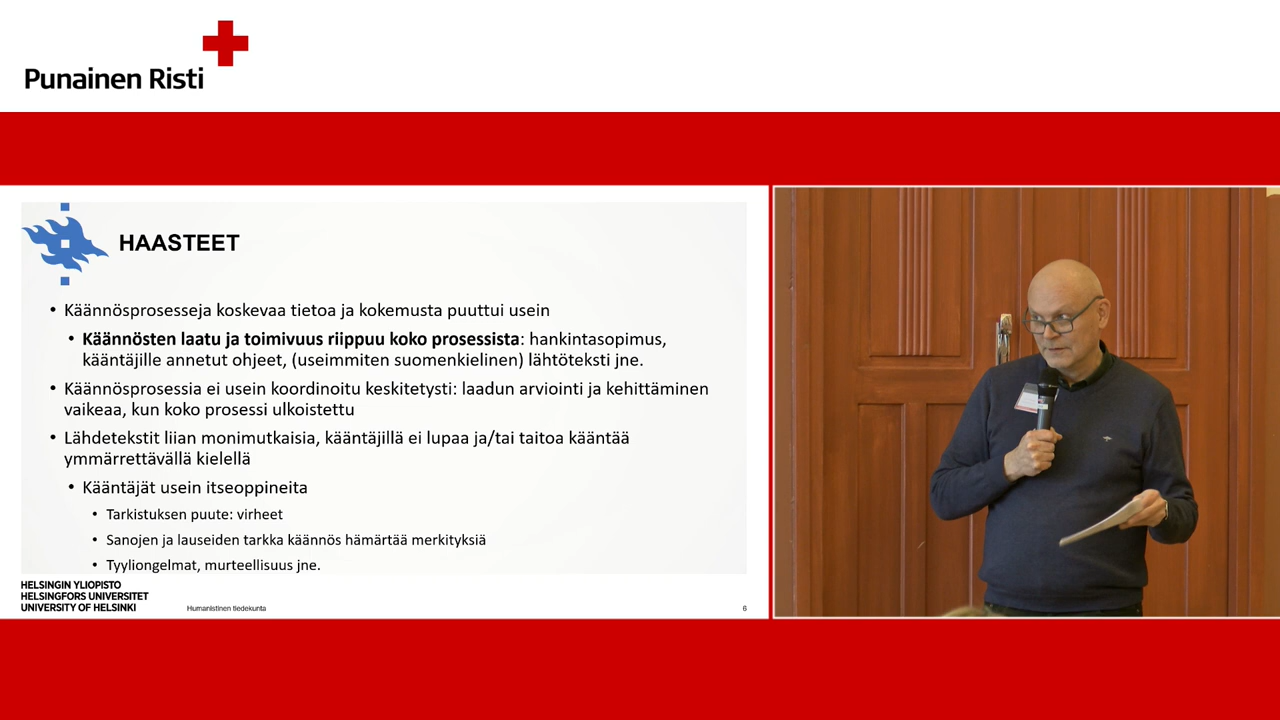 Punainen Risti
HAASTEET
• Käännösprosesseja koskevaa tietoa ja kokemusta puuttui usein
• Käännösten laatu ja toimivuus riippuu koko prosessista: hankintasopimus,
kääntäjille annetut ohjeet, (useimmiten suomenkielinen) lähtöteksti jne.
• Käännösprosessia ei usein koordinoitu keskitetysti: laadun arviointi ja kehittäminen
vaikeaa, kun koko prosessi ulkoistettu
• Lähdetekstit liian monimutkaisia, kääntäjillä ei lupaa ja/tai taitoa kääntää
ymmärrettävällä kielellä
• Kääntäjät usein itseoppineita
• Tarkistuksen puute: virheet
• Sanojen ja lauseiden tarkka käännös hämärtää merkityksiä
• Tyyliongelmat, murteellisuus jne.
HELSINGIN YLIOPISTO
HELSINGFORS UNIVERSITET
UNIVERSITY OF HELSINKI
Humanistinen tiedekunta
6